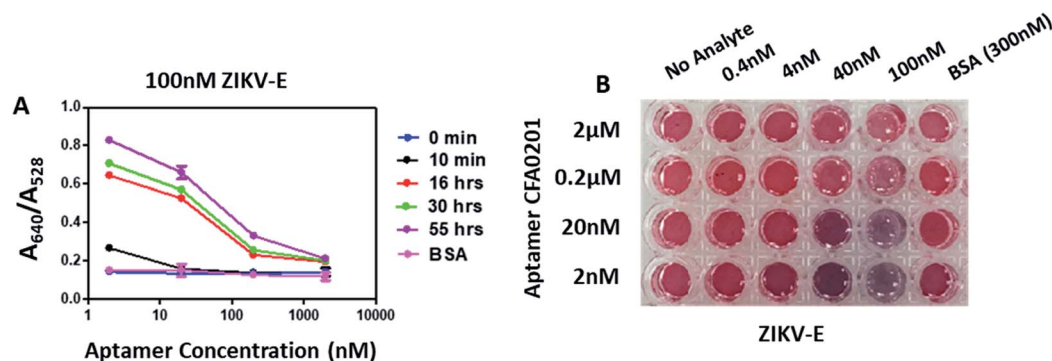 A
100nM ZIKV-E
A640/A528
1.0
0.8
0.6
0.4
0.2
0.0
1
10
100
1000
10000
Aptamer Concentration (nM)
0 min
10 min
16 hrs
30 hrs
55 hrs
BSA
B
No Analyte
0.4nM
4nM
40nM
100nM
BSA (300nM)
Aptamer CFA0201
2μM
0.2μM
20nM
2nM
ZIKV-E